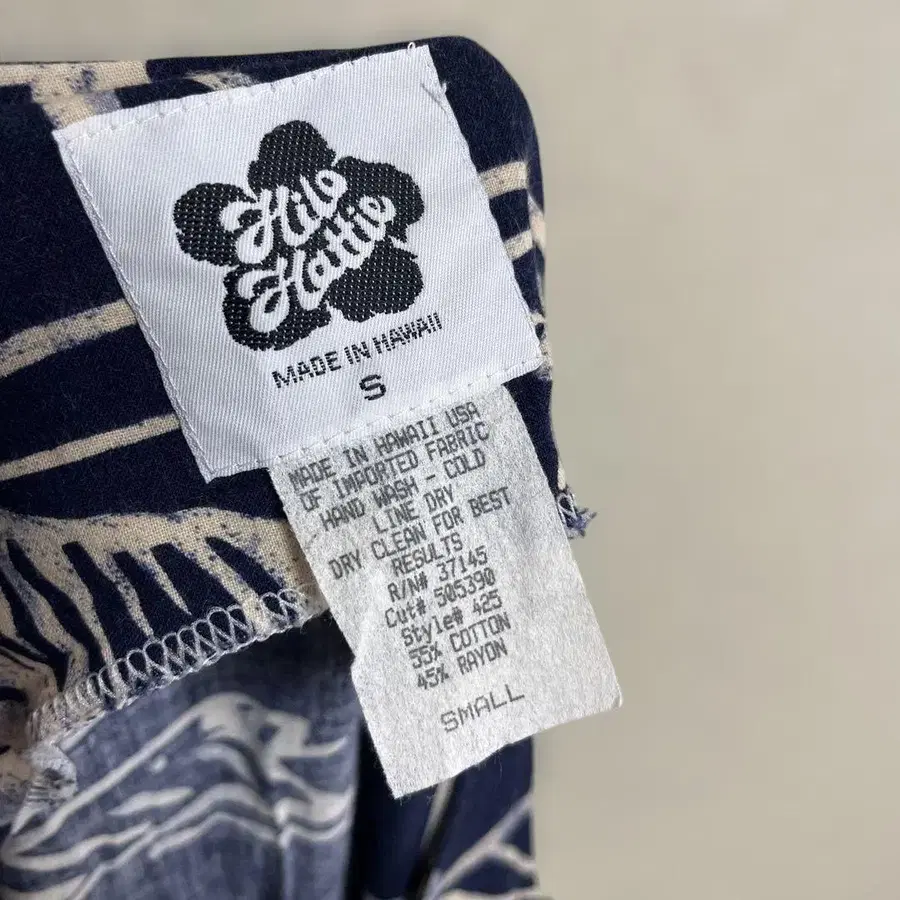 Hilo
Hattie
MADE IN HAWAII
S
MADE IN HAWAII USA
OF IMPORTED FABRIC
HAND WASH - COLD
LINE DRY
DRY CLEAN FOR BEST
RESULTS
R/N# 37145
Cut# 505390
Style# 425
55% COTTON
45% RAYON
SMALL